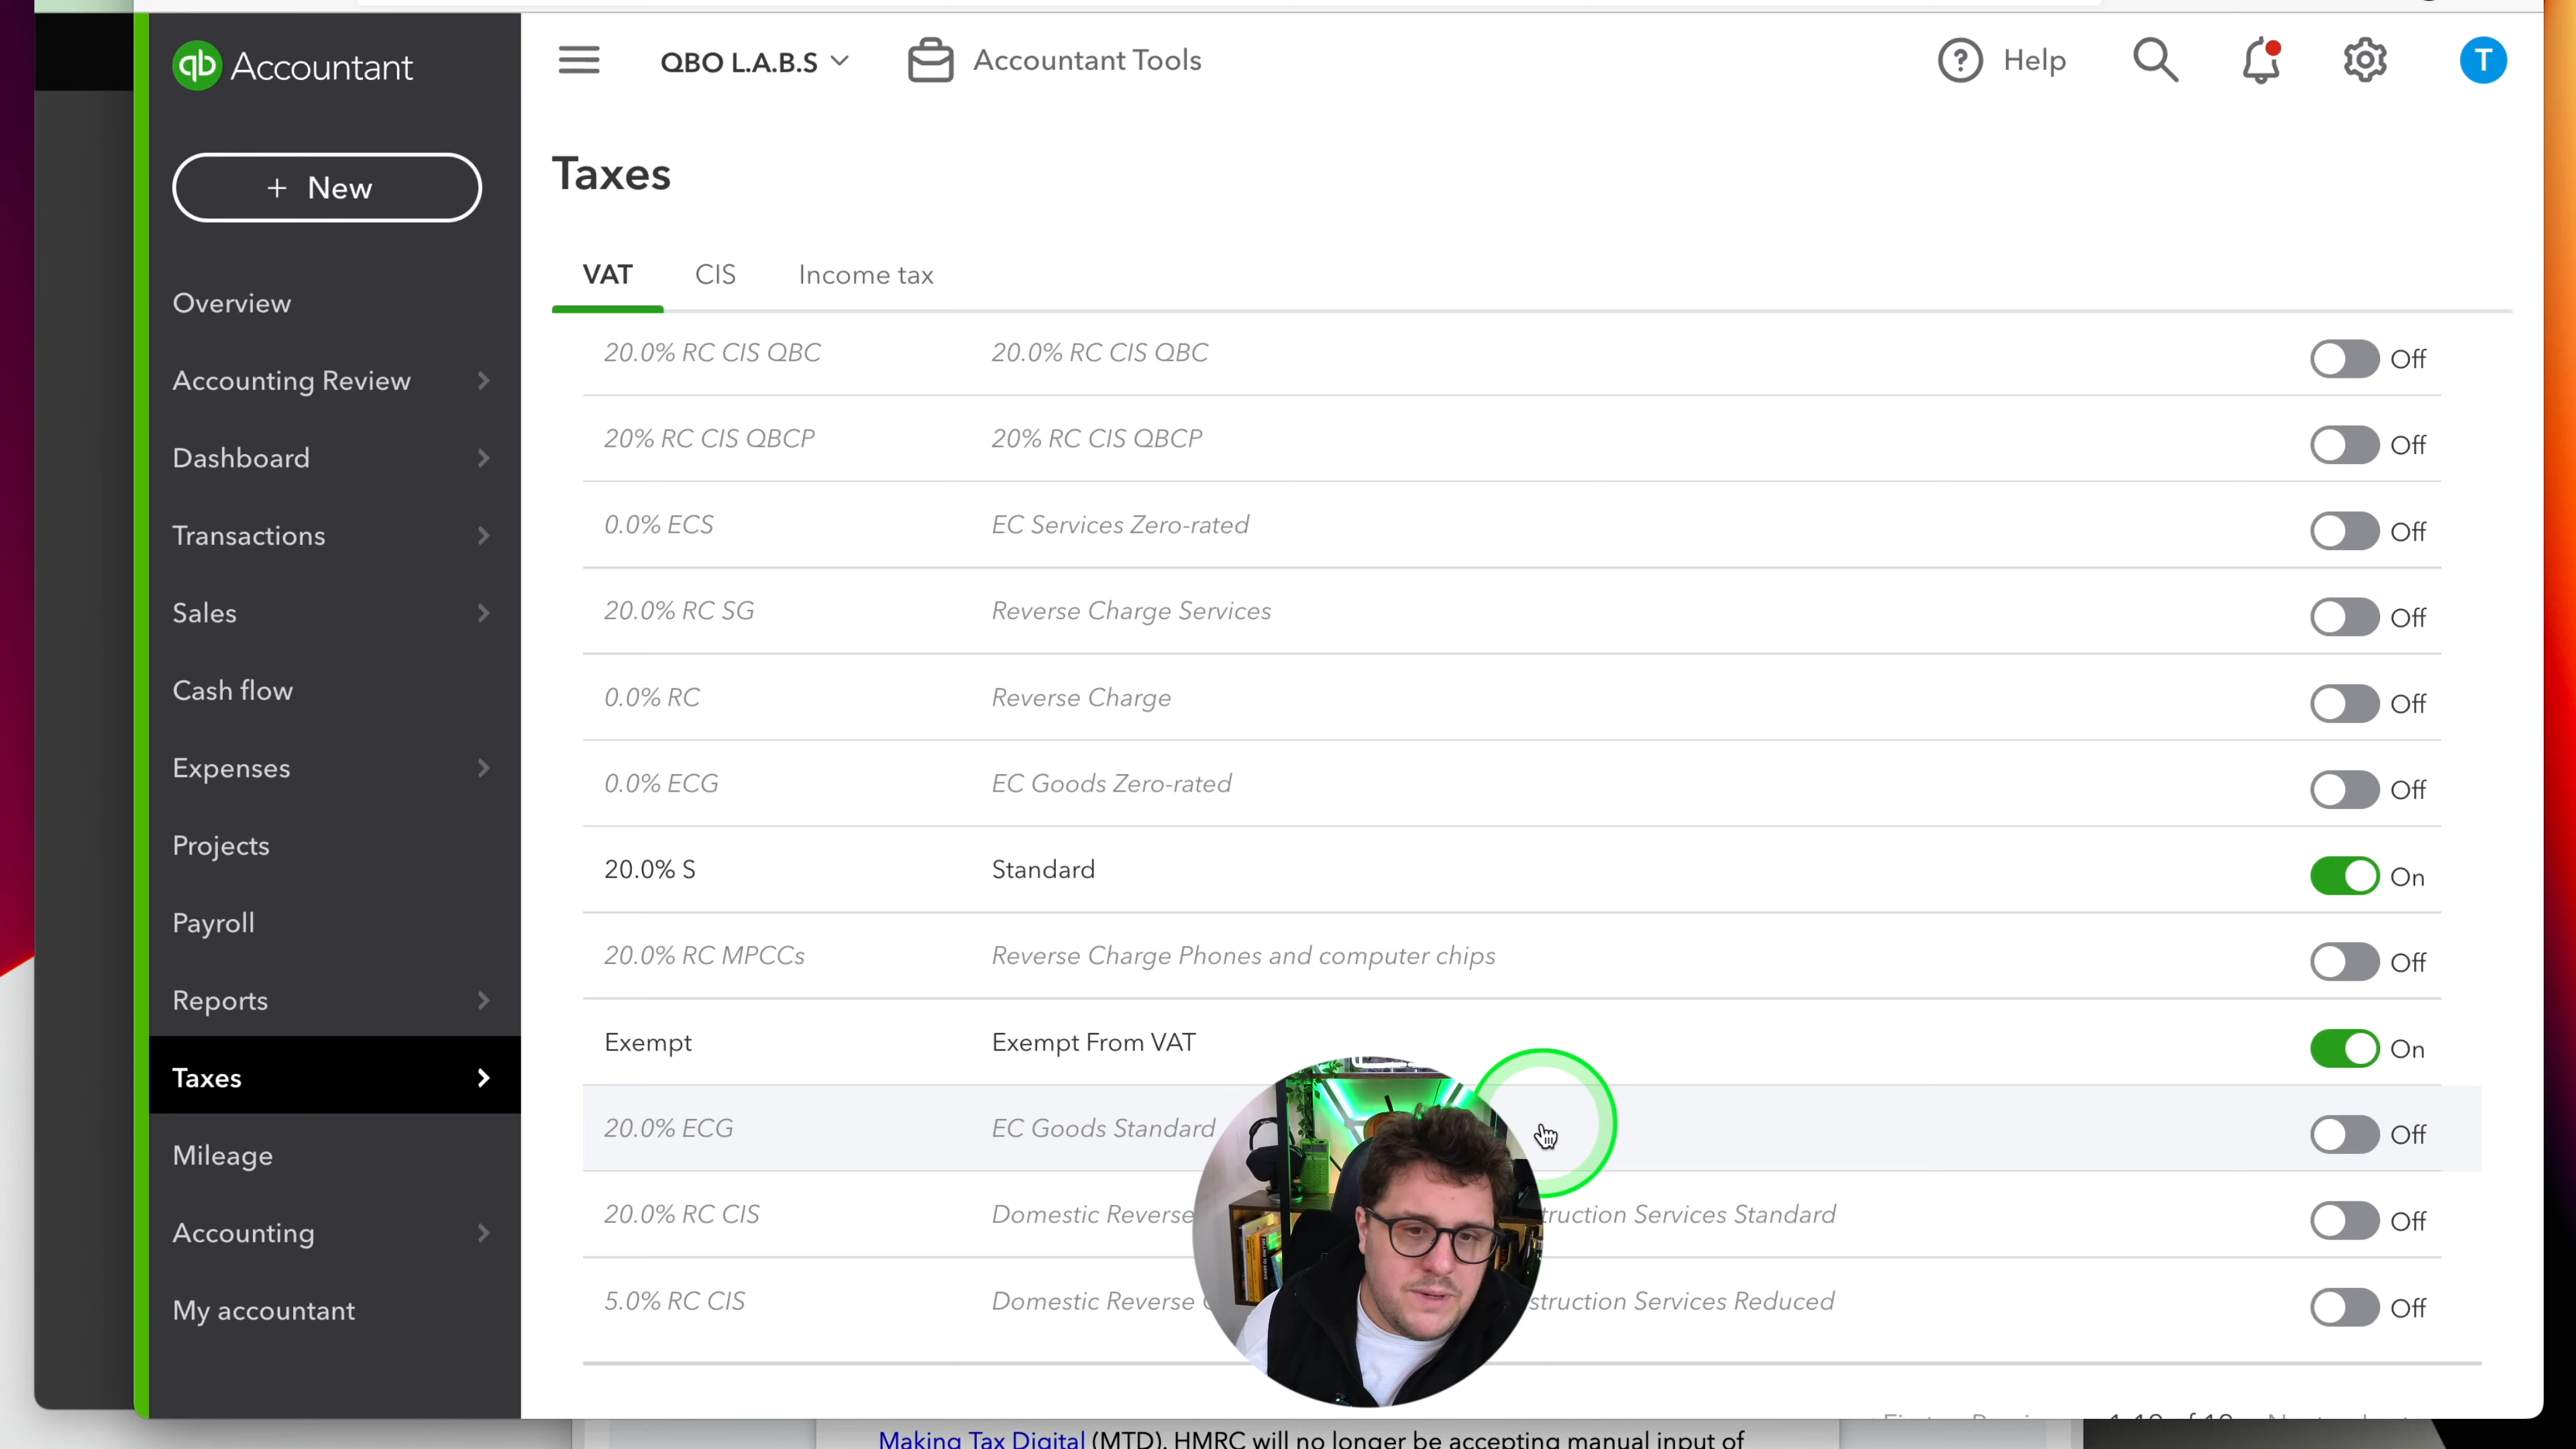 qb Accountant
QBO L.A.B.S
Accountant Tools
Help
T
+ New
Taxes
VAT
CIS
Income tax
Overview
Accounting Review
Dashboard
Transactions
Sales
Cash flow
Expenses
Projects
Payroll
Reports
Taxes
Mileage
Accounting
My accountant
20.0% RC CIS QBC 20.0% RC CIS QBC Off
20% RC CIS QBCP 20% RC CIS QBCP Off
0.0% ECS EC Services Zero-rated Off
20.0% RC SG Reverse Charge Services Off
0.0% RC Reverse Charge Off
0.0% ECG EC Goods Zero-rated Off
20.0% S Standard On
20.0% RC MPCCs Reverse Charge Phones and computer chips Off
Exempt Exempt From VAT On
20.0% ECG EC Goods Standard Off
20.0% RC CIS Domestic Reverse truction Services Standard Off
5.0% RC CIS Domestic Reverse struction Services Reduced Off
Making Tax Digital (MTD). HMRC will no longer be accepting manual input of